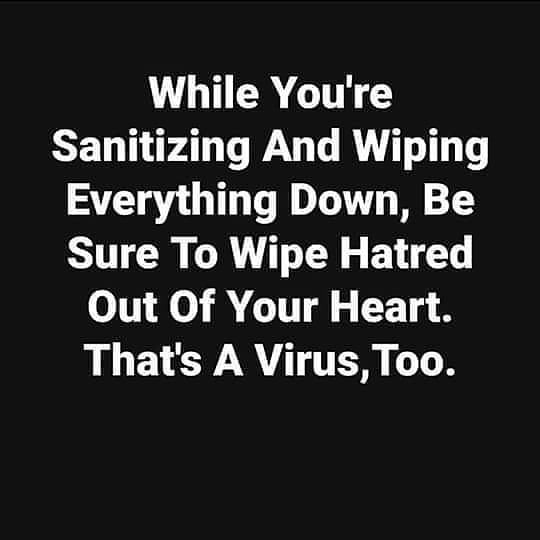 While You're
Sanitizing And Wiping
Everything Down, Be
Sure To Wipe Hatred
Out Of Your Heart.
That's A Virus,Too.